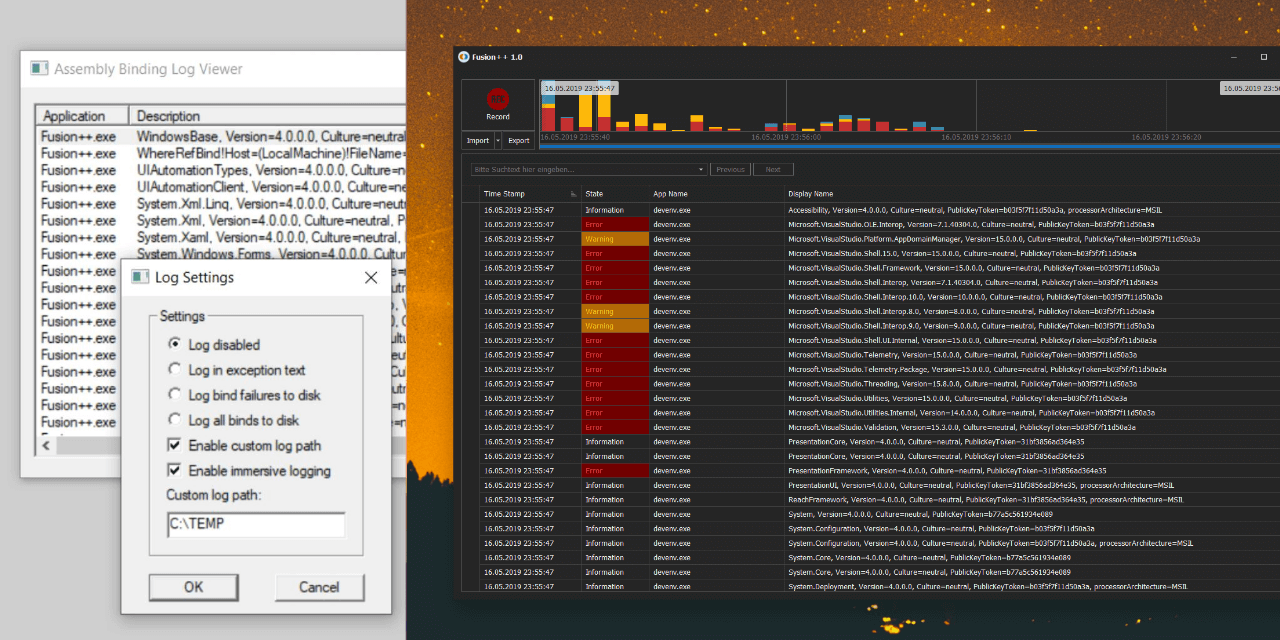 Assembly Binding Log Viewer
Application Description
Fusion++.exe WindowsBase, Version=4.0.0.0, Culture=neutral
Fusion++.exe WhereRefBind!Host=(LocalMachine)!FileName=
Fusion++.exe UIAutomationTypes, Version=4.0.0.0, Culture=n
Fusion++.exe UIAutomationClient, Version=4.0.0.0, Culture=n
Fusion++.exe System.Xml.Linq, Version=4.0.0.0, Culture=neu
Fusion++.exe System.Xml, Version=4.0.0.0, Culture=neutral, P
Fusion++.exe System.Xaml, Version=4.0.0.0, Culture=neutral,
Fusion++.exe System.Windows.Forms, Version=4.0.0.0, Cultur
Fusion++.exe
Fusion++.exe
Fusion++.exe
Fusion++.exe
Fusion++.exe
Fusion++.exe
Fusion++.exe
Fusion++.exe
Fusion++.exe
Fusion++.exe
Log Settings
Settings
Log disabled
Log in exception text
Log bind failures to disk
Log all binds to disk
Enable custom log path
Enable immersive logging
Custom log path:
C:\TEMP
OK Cancel
Fusion++ 1.0
Record
Import Export
16.05.2019 23:55:47 16.05.2019 23:56
16.05.2019 23:55:40 16.05.2019 23:56:00 16.05.2019 23:56:10 16.05.2019 23:56:20
Bitte Suchtext hier eingeben... Previous Next
Time Stamp State App Name Display Name
16.05.2019 23:55:47 Information devenv.exe Accessibility, Version=4.0.0.0, Culture=neutral, PublicKeyToken=b03f5f7f11d50a3a, processorArchitecture=MSIL
16.05.2019 23:55:47 Error devenv.exe Microsoft.VisualStudio.OLE.Interop, Version=7.1.40304.0, Culture=neutral, PublicKeyToken=b03f5f7f11d50a3a
16.05.2019 23:55:47 Warning devenv.exe Microsoft.VisualStudio.Platform.AppDomainManager, Version=15.0.0.0, Culture=neutral, PublicKeyToken=b03f5f7f11d50a3a
16.05.2019 23:55:47 Error devenv.exe Microsoft.VisualStudio.Shell.15.0, Version=15.0.0.0, Culture=neutral, PublicKeyToken=b03f5f7f11d50a3a
16.05.2019 23:55:47 Error devenv.exe Microsoft.VisualStudio.Shell.Framework, Version=15.0.0.0, Culture=neutral, PublicKeyToken=b03f5f7f11d50a3a
16.05.2019 23:55:47 Error devenv.exe Microsoft.VisualStudio.Shell.Interop, Version=7.1.40304.0, Culture=neutral, PublicKeyToken=b03f5f7f11d50a3a
16.05.2019 23:55:47 Error devenv.exe Microsoft.VisualStudio.Shell.Interop.10.0, Version=10.0.0.0, Culture=neutral, PublicKeyToken=b03f5f7f11d50a3a
16.05.2019 23:55:47 Warning devenv.exe Microsoft.VisualStudio.Shell.Interop.8.0, Version=8.0.0.0, Culture=neutral, PublicKeyToken=b03f5f7f11d50a3a
16.05.2019 23:55:47 Warning devenv.exe Microsoft.VisualStudio.Shell.Interop.9.0, Version=9.0.0.0, Culture=neutral, PublicKeyToken=b03f5f7f11d50a3a
16.05.2019 23:55:47 Error devenv.exe Microsoft.VisualStudio.Shell.UI.Internal, Version=15.0.0.0, Culture=neutral, PublicKeyToken=b03f5f7f11d50a3a
16.05.2019 23:55:47 Error devenv.exe Microsoft.VisualStudio.Telemetry, Version=15.0.0.0, Culture=neutral, PublicKeyToken=b03f5f7f11d50a3a
16.05.2019 23:55:47 Error devenv.exe Microsoft.VisualStudio.Telemetry.Package, Version=15.0.0.0, Culture=neutral, PublicKeyToken=b03f5f7f11d50a3a
16.05.2019 23:55:47 Error devenv.exe Microsoft.VisualStudio.Threading, Version=15.8.0.0, Culture=neutral, PublicKeyToken=b03f5f7f11d50a3a
16.05.2019 23:55:47 Error devenv.exe Microsoft.VisualStudio.Utilities, Version=15.0.0.0, Culture=neutral, PublicKeyToken=b03f5f7f11d50a3a
16.05.2019 23:55:47 Error devenv.exe Microsoft.VisualStudio.Utilities.Internal, Version=14.0.0.0, Culture=neutral, PublicKeyToken=b03f5f7f11d50a3a
16.05.2019 23:55:47 Error devenv.exe Microsoft.VisualStudio.Validation, Version=15.3.0.0, Culture=neutral, PublicKeyToken=b03f5f7f11d50a3a
16.05.2019 23:55:47 Information devenv.exe PresentationCore, Version=4.0.0.0, Culture=neutral, PublicKeyToken=31bf3856ad364e35
16.05.2019 23:55:47 Information devenv.exe PresentationCore, Version=4.0.0.0, Culture=neutral, PublicKeyToken=31bf3856ad364e35
16.05.2019 23:55:47 Error devenv.exe PresentationFramework, Version=4.0.0.0, Culture=neutral, PublicKeyToken=31bf3856ad364e35
16.05.2019 23:55:47 Information devenv.exe PresentationUI, Version=4.0.0.0, Culture=neutral, PublicKeyToken=31bf3856ad364e35, processorArchitecture=MSIL
16.05.2019 23:55:47 Information devenv.exe ReachFramework, Version=4.0.0.0, Culture=neutral, PublicKeyToken=31bf3856ad364e35, processorArchitecture=MSIL
16.05.2019 23:55:47 Information devenv.exe System, Version=4.0.0.0, Culture=neutral, PublicKeyToken=b77a5c561934e089
16.05.2019 23:55:47 Information devenv.exe System.Configuration, Version=4.0.0.0, Culture=neutral, PublicKeyToken=b03f5f7f11d50a3a
16.05.2019 23:55:47 Information devenv.exe System.Configuration, Version=4.0.0.0, Culture=neutral, PublicKeyToken=b03f5f7f11d50a3a, processorArchitecture=MSIL
16.05.2019 23:55:47 Information devenv.exe System.Core, Version=4.0.0.0, Culture=neutral, PublicKeyToken=b77a5c561934e089
16.05.2019 23:55:47 Information devenv.exe System.Core, Version=4.0.0.0, Culture=neutral, PublicKeyToken=b77a5c561934e089
16.05.2019 23:55:47 Information devenv.exe System.Deployment, Version=4.0.0.0, Culture=neutral, PublicKeyToken=b03f5f7f11d50a3a, processorArchitecture=MSIL